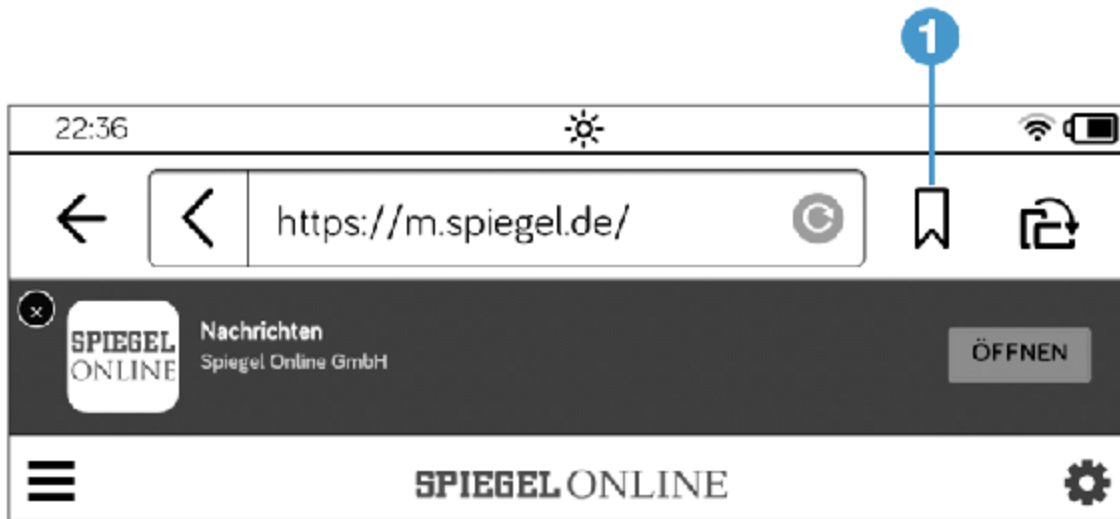 1
22:36
https://m.spiegel.de/
SPIEGEL
ONLINE
Nachrichten
Spiegel Online GmbH
ÖFFNEN
SPIEGEL ONLINE